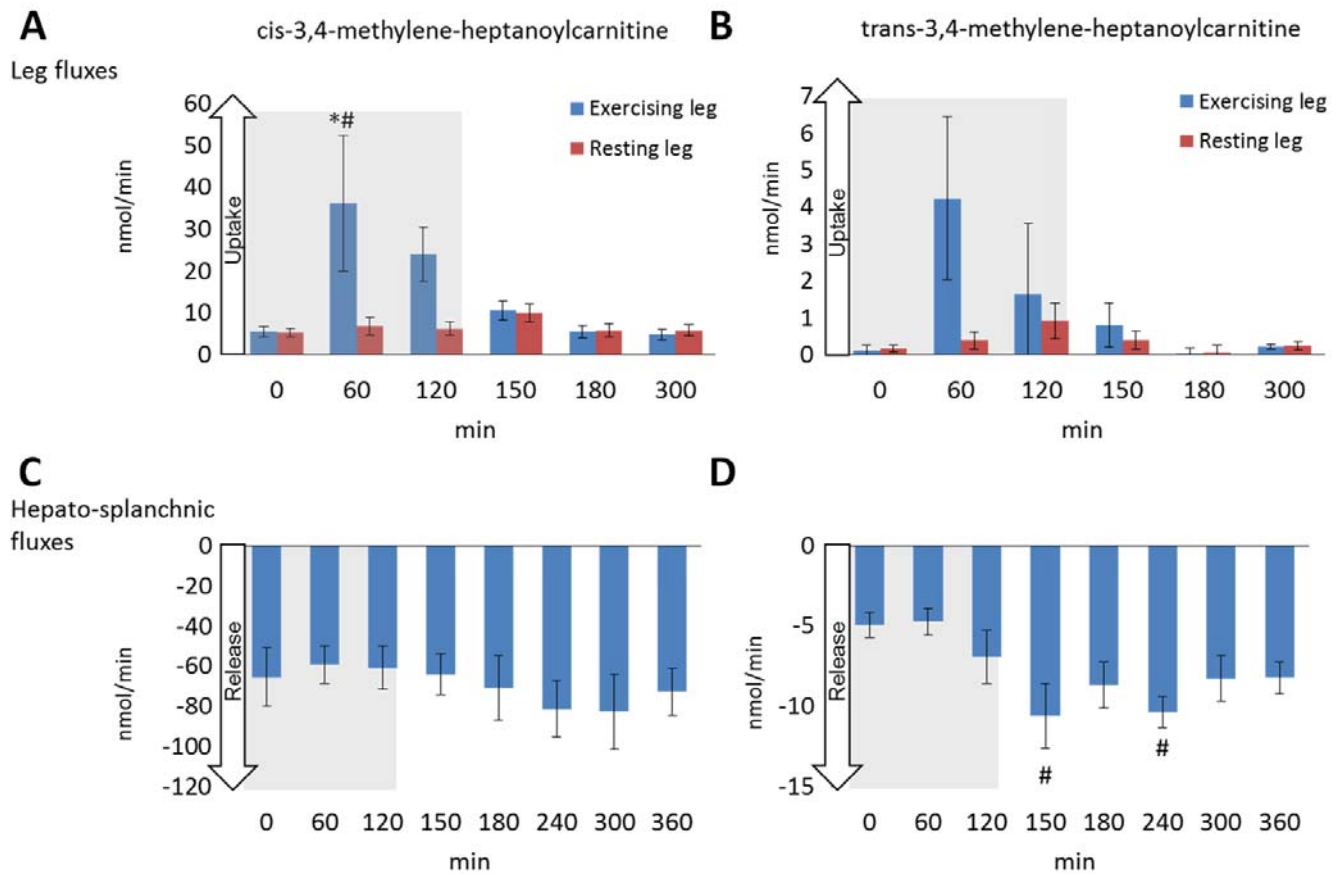 A
cis-3,4-methylene-heptanoylcarnitine
B
trans-3,4-methylene-heptanoylcarnitine
Leg fluxes
Exercising leg
Resting leg
nmol/min
60
50
40
30
20
10
0
Uptake
*#
0 60 120 150 180 300
min
Exercising leg
Resting leg
nmol/min
7
6
5
4
3
2
1
0
Uptake
0 60 120 150 180 300
min
C
D
Hepato-splanchnic
fluxes
nmol/min
0
-20
-40
-60
-80
-100
-120
Release
0 60 120 150 180 240 300 360
min
nmol/min
0
-5
-10
-15
Release
#
#
0 60 120 150 180 240 300 360
min